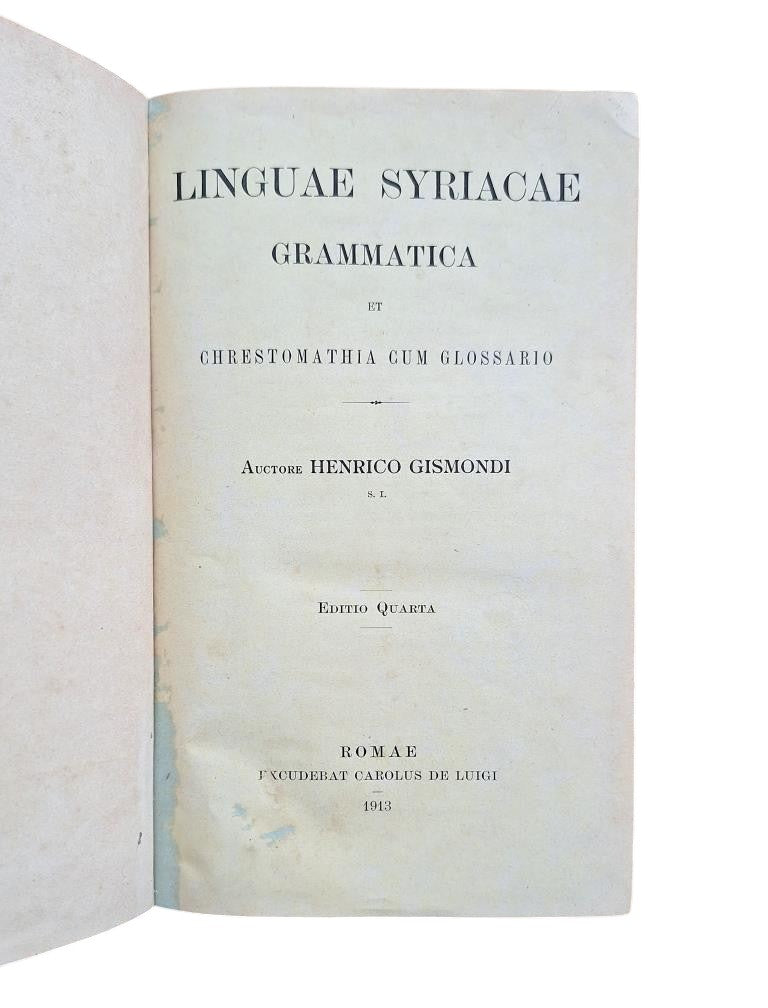 LINGUAE SYRIACAE
GRAMMATICA
ET
CHRESTOMATHIA CUM GLOSSARIO
AUCTORE HENRICO GISMONDI
S. I.
EDITIO QUARTA
ROMAE
EXCUDEBAT CAROLUS DE LUIGI
1913